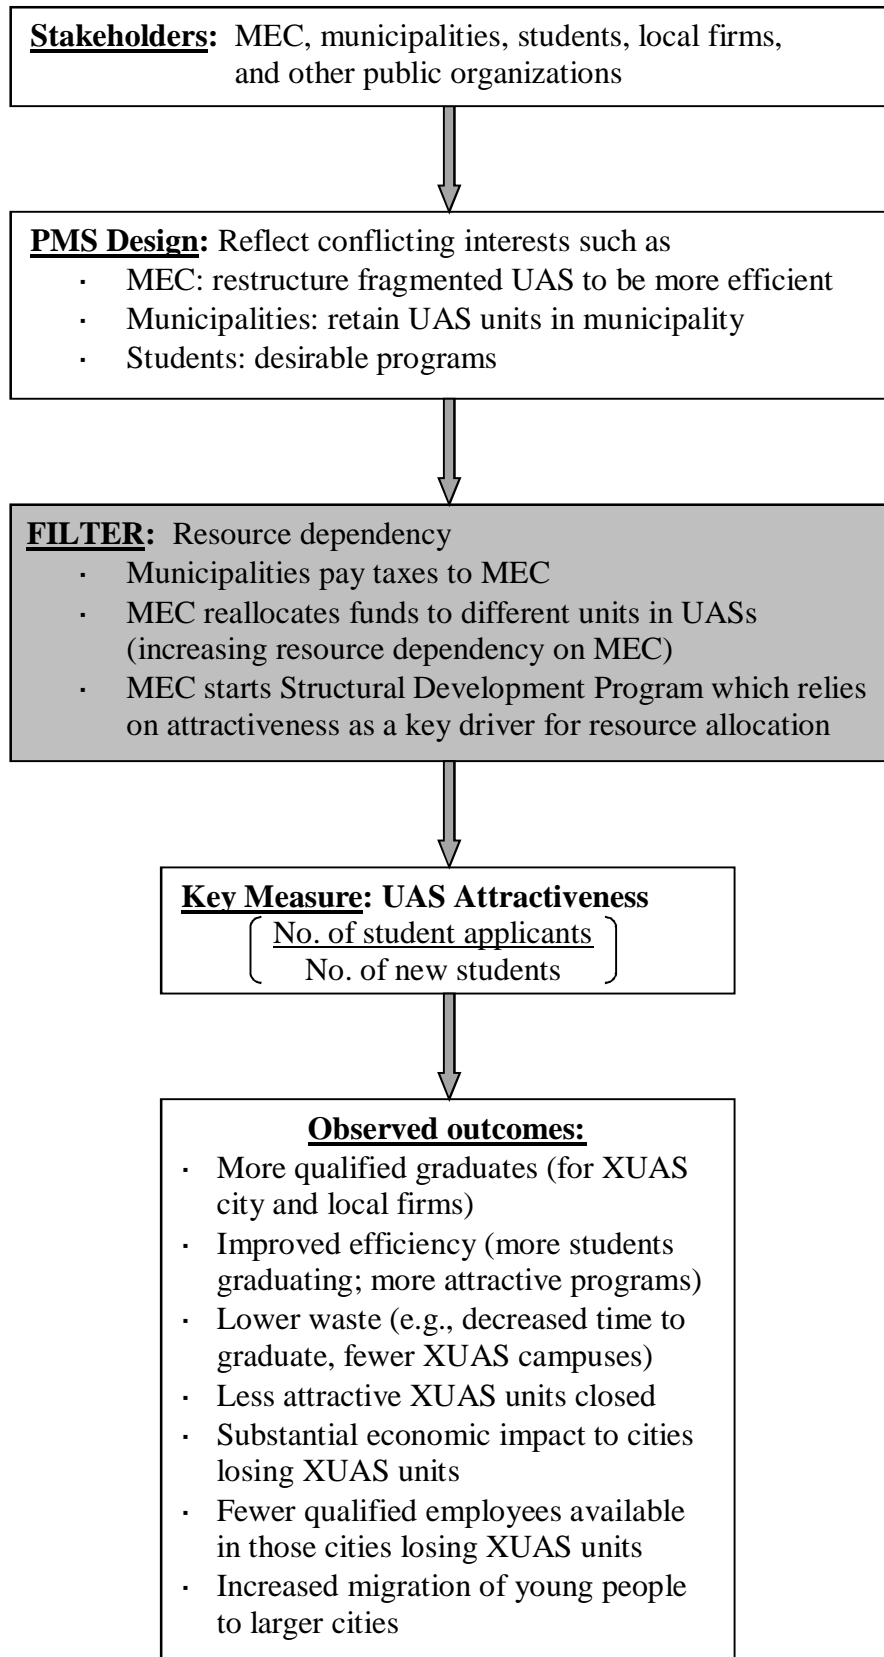 Stakeholders: MEC, municipalities, students, local firms,
and other public organizations
PMS Design: Reflect conflicting interests such as
· MEC: restructure fragmented UAS to be more efficient
· Municipalities: retain UAS units in municipality
· Students: desirable programs
FILTER: Resource dependency
· Municipalities pay taxes to MEC
· MEC reallocates funds to different units in UASs
(increasing resource dependency on MEC)
· MEC starts Structural Development Program which relies
on attractiveness as a key driver for resource allocation
Key Measure: UAS Attractiveness
No. of student applicants
No. of new students
Observed outcomes:
· More qualified graduates (for XUAS
city and local firms)
· Improved efficiency (more students
graduating; more attractive programs)
· Lower waste (e.g., decreased time to
graduate, fewer XUAS campuses)
· Less attractive XUAS units closed
· Substantial economic impact to cities
losing XUAS units
· Fewer qualified employees available
in those cities losing XUAS units
· Increased migration of young people
to larger cities